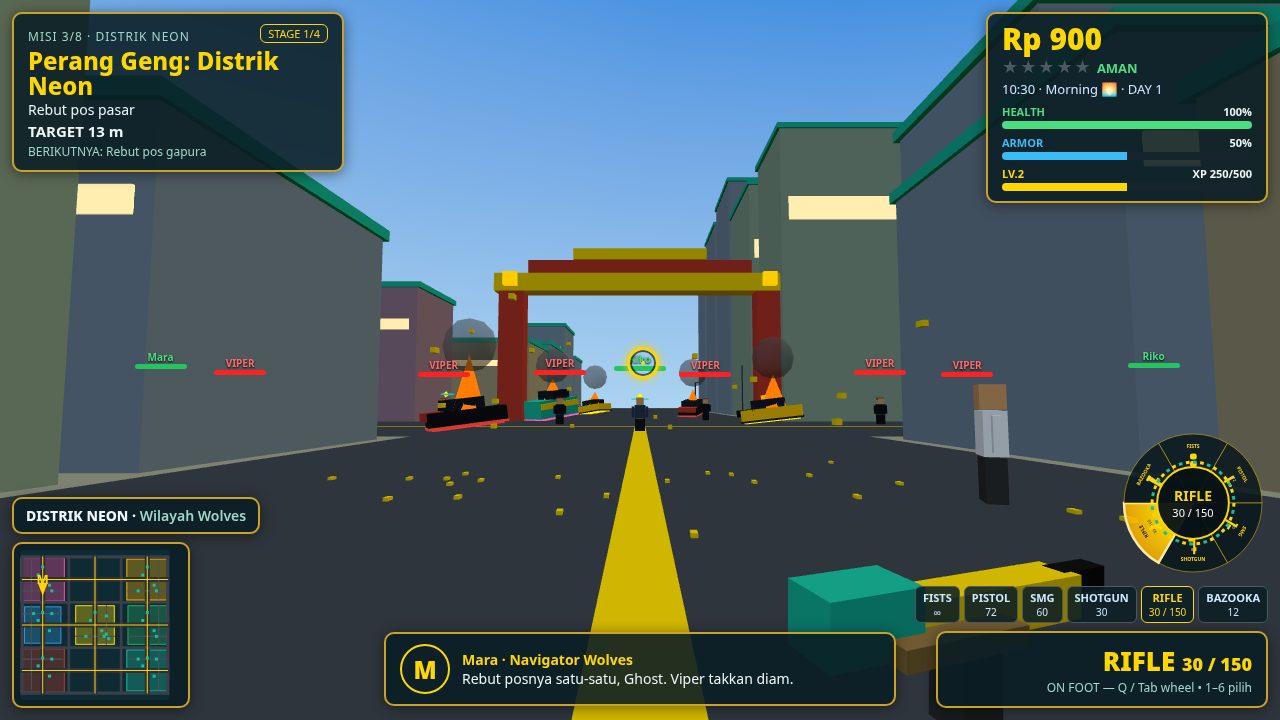 MISI 3/8 · DISTRIK NEON
STAGE 1/4
Perang Geng: Distrik
Neon
Rebut pos pasar
TARGET 13 m
BERIKUTNYA: Rebut pos gapura
Rp 900
★★★★★ AMAN
10:30 · Morning 🌅 · DAY 1
HEALTH 100%
ARMOR 50%
LV.2 XP 250/500
Mara
VIPER
VIPER
VIPER
VIPER
VIPER
VIPER
Riko
FISTS
PISTOL
SMG
SHOTGUN
RIFLE
BAZOOKA
RIFLE
30 / 150
DISTRIK NEON · Wilayah Wolves
M
FISTS
∞
PISTOL
72
SMG
60
SHOTGUN
30
RIFLE
30 / 150
BAZOOKA
12
M
Mara · Navigator Wolves
Rebut posnya satu-satu, Ghost. Viper takkan diam.
RIFLE 30 / 150
ON FOOT — Q / Tab wheel • 1–6 pilih